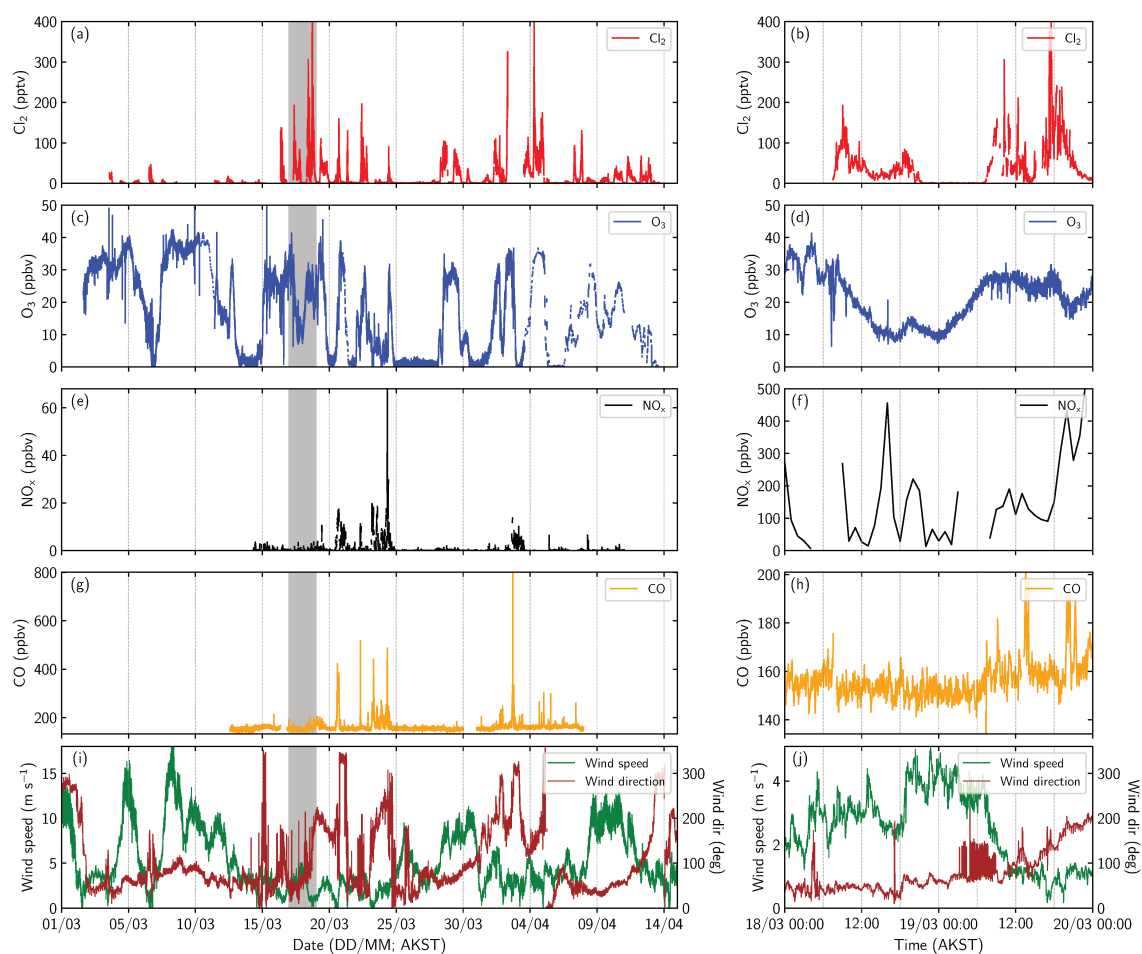 (a)
Cl₂
400
300
200
100
0
Cl₂ (pptv)
(b)
Cl₂
400
300
200
100
0
Cl₂ (pptv)
(c)
O₃
50
40
30
20
10
0
O₃ (ppbv)
(d)
O₃
50
40
30
20
10
0
O₃ (ppbv)
(e)
NOₓ
60
40
20
0
NOₓ (ppbv)
(f)
NOₓ
500
400
300
200
100
0
NOₓ (ppbv)
(g)
CO
800
600
400
200
CO (ppbv)
(h)
CO
200
180
160
140
CO (ppbv)
(i)
Wind speed
Wind direction
15
10
5
0
Wind speed (m s⁻¹)
300
200
100
0
Wind dir (deg)
01/03 05/03 10/03 15/03 20/03 25/03 30/03 04/04 09/04 14/04
Date (DD/MM; AKST)
(j)
Wind speed
Wind direction
4
2
0
Wind speed (m s⁻¹)
300
200
100
0
Wind dir (deg)
18/03 00:00 12:00 19/03 00:00 12:00 20/03 00:00
Time (AKST)